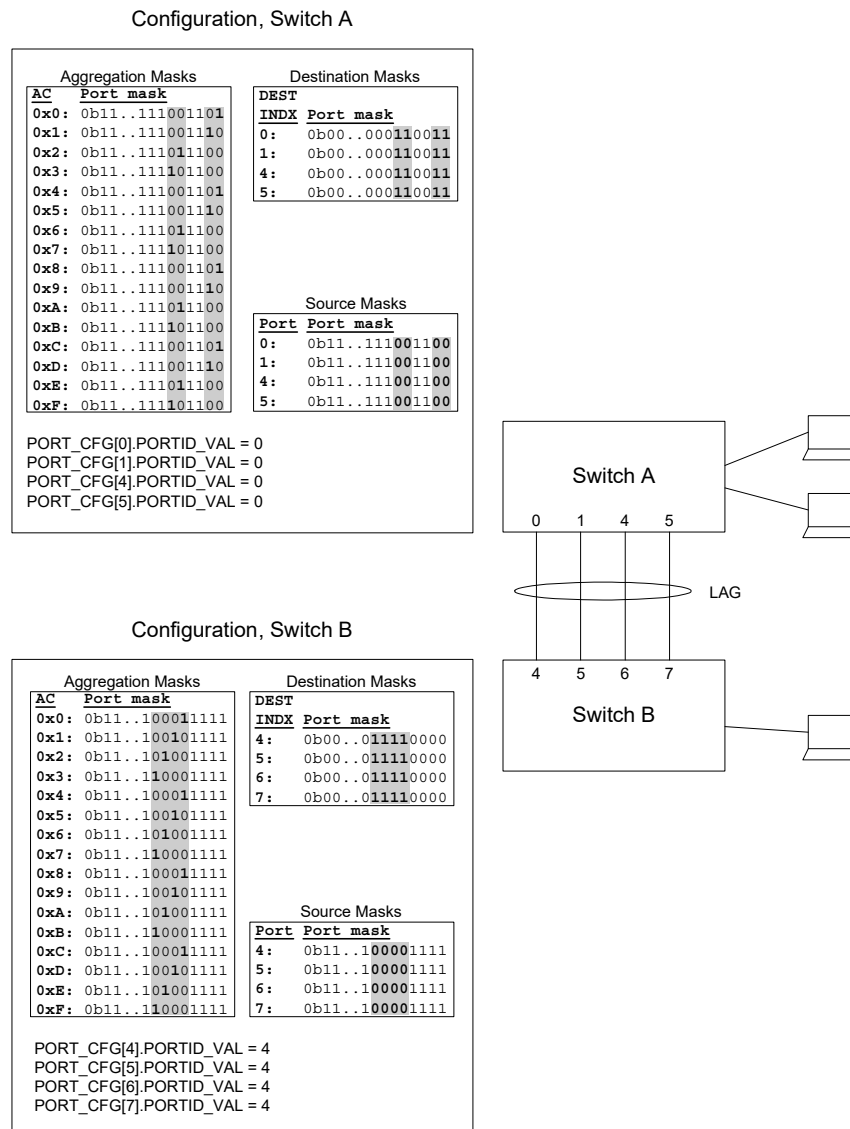 Configuration, Switch A
Aggregation Masks
AC Port mask
0x0: 0b11..111001101
0x1: 0b11..111001110
0x2: 0b11..111011100
0x3: 0b11..111101100
0x4: 0b11..111001101
0x5: 0b11..111001110
0x6: 0b11..111011100
0x7: 0b11..111101100
0x8: 0b11..111001101
0x9: 0b11..111001110
0xA: 0b11..111011100
0xB: 0b11..111101100
0xC: 0b11..111001101
0xD: 0b11..111001110
0xE: 0b11..111011100
0xF: 0b11..111101100
Destination Masks
DEST
INDX Port mask
0: 0b00..000110011
1: 0b00..000110011
4: 0b00..000110011
5: 0b00..000110011
Source Masks
Port Port mask
0: 0b11..111001100
1: 0b11..111001100
4: 0b11..111001100
5: 0b11..111001100
PORT_CFG[0].PORTID_VAL = 0
PORT_CFG[1].PORTID_VAL = 0
PORT_CFG[4].PORTID_VAL = 0
PORT_CFG[5].PORTID_VAL = 0
Switch A
0 1 4 5
LAG
4 5 6 7
Switch B
Configuration, Switch B
Aggregation Masks
AC Port mask
0x0: 0b11..100011111
0x1: 0b11..100101111
0x2: 0b11..101001111
0x3: 0b11..110001111
0x4: 0b11..100011111
0x5: 0b11..100101111
0x6: 0b11..101001111
0x7: 0b11..110001111
0x8: 0b11..100011111
0x9: 0b11..100101111
0xA: 0b11..101001111
0xB: 0b11..110001111
0xC: 0b11..100011111
0xD: 0b11..100101111
0xE: 0b11..101001111
0xF: 0b11..110001111
Destination Masks
DEST
INDX Port mask
4: 0b00..011110000
5: 0b00..011110000
6: 0b00..011110000
7: 0b00..011110000
Source Masks
Port Port mask
4: 0b11..100001111
5: 0b11..100001111
6: 0b11..100001111
7: 0b11..100001111
PORT_CFG[4].PORTID_VAL = 4
PORT_CFG[5].PORTID_VAL = 4
PORT_CFG[6].PORTID_VAL = 4
PORT_CFG[7].PORTID_VAL = 4